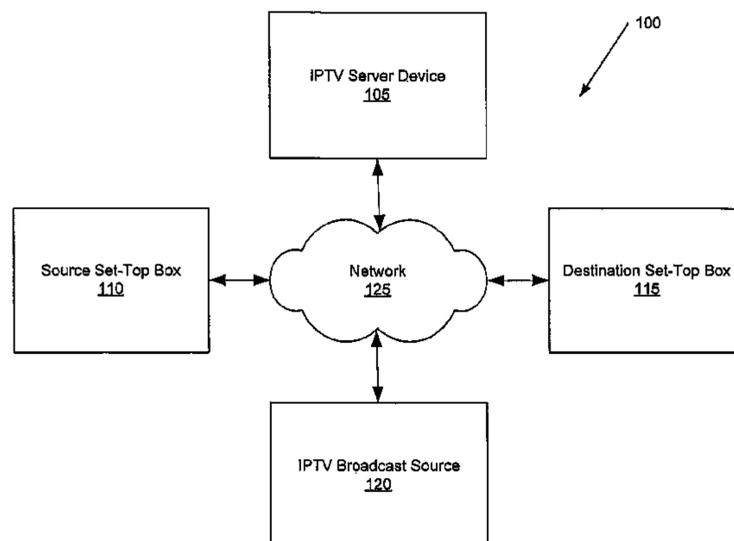 100
IPTV Server Device
105
Source Set-Top Box
110
Network
125
Destination Set-Top Box
115
IPTV Broadcast Source
120